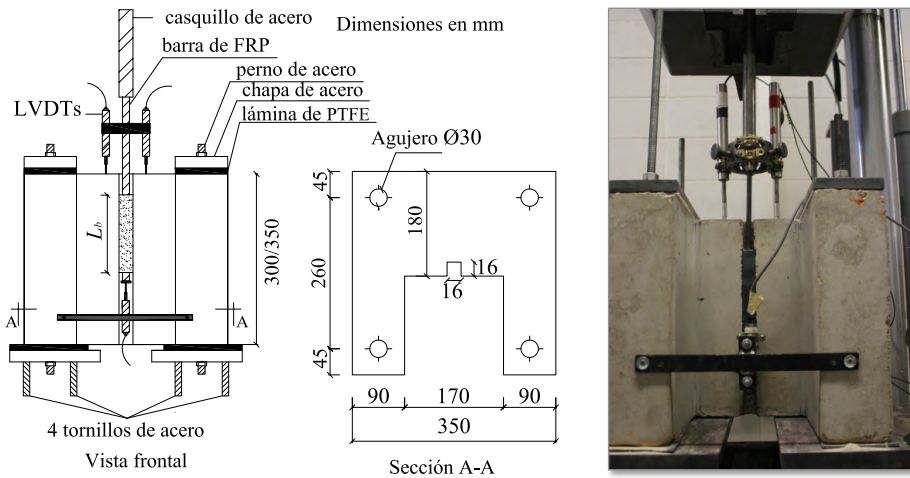 casquillo de acero
Dimensiones en mm
barra de FRP
perno de acero
chapa de acero
LVDTs
lámina de PTFE
Agujero Ø30
L_b
300/350
A
A
4 tornillos de acero
Vista frontal
45
260
45
180
16
16
90
170
90
350
Sección A-A